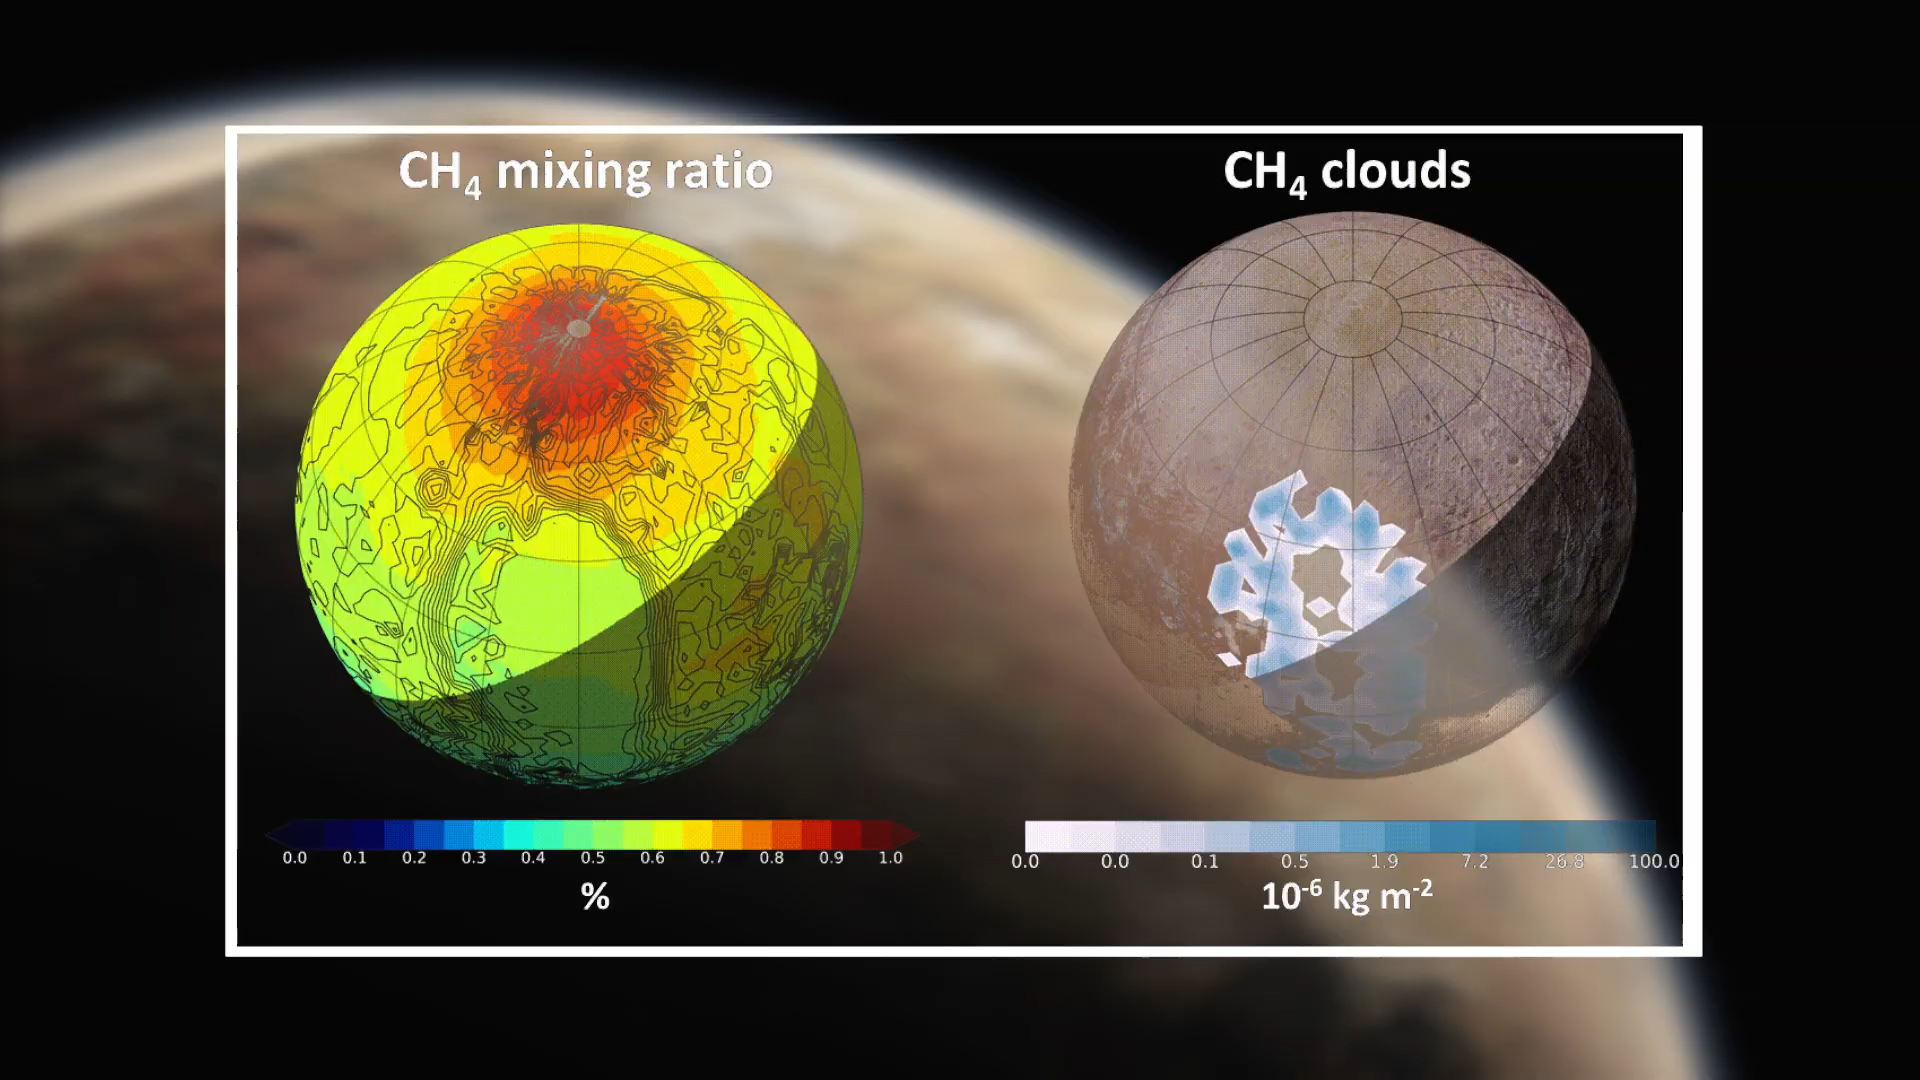 CH₄ mixing ratio
CH₄ clouds
0.0 0.1 0.2 0.3 0.4 0.5 0.6 0.7 0.8 0.9 1.0
0.0 0.0 0.1 0.5 1.9 7.2 26.8 100.0
%
10⁻⁶ kg m⁻²